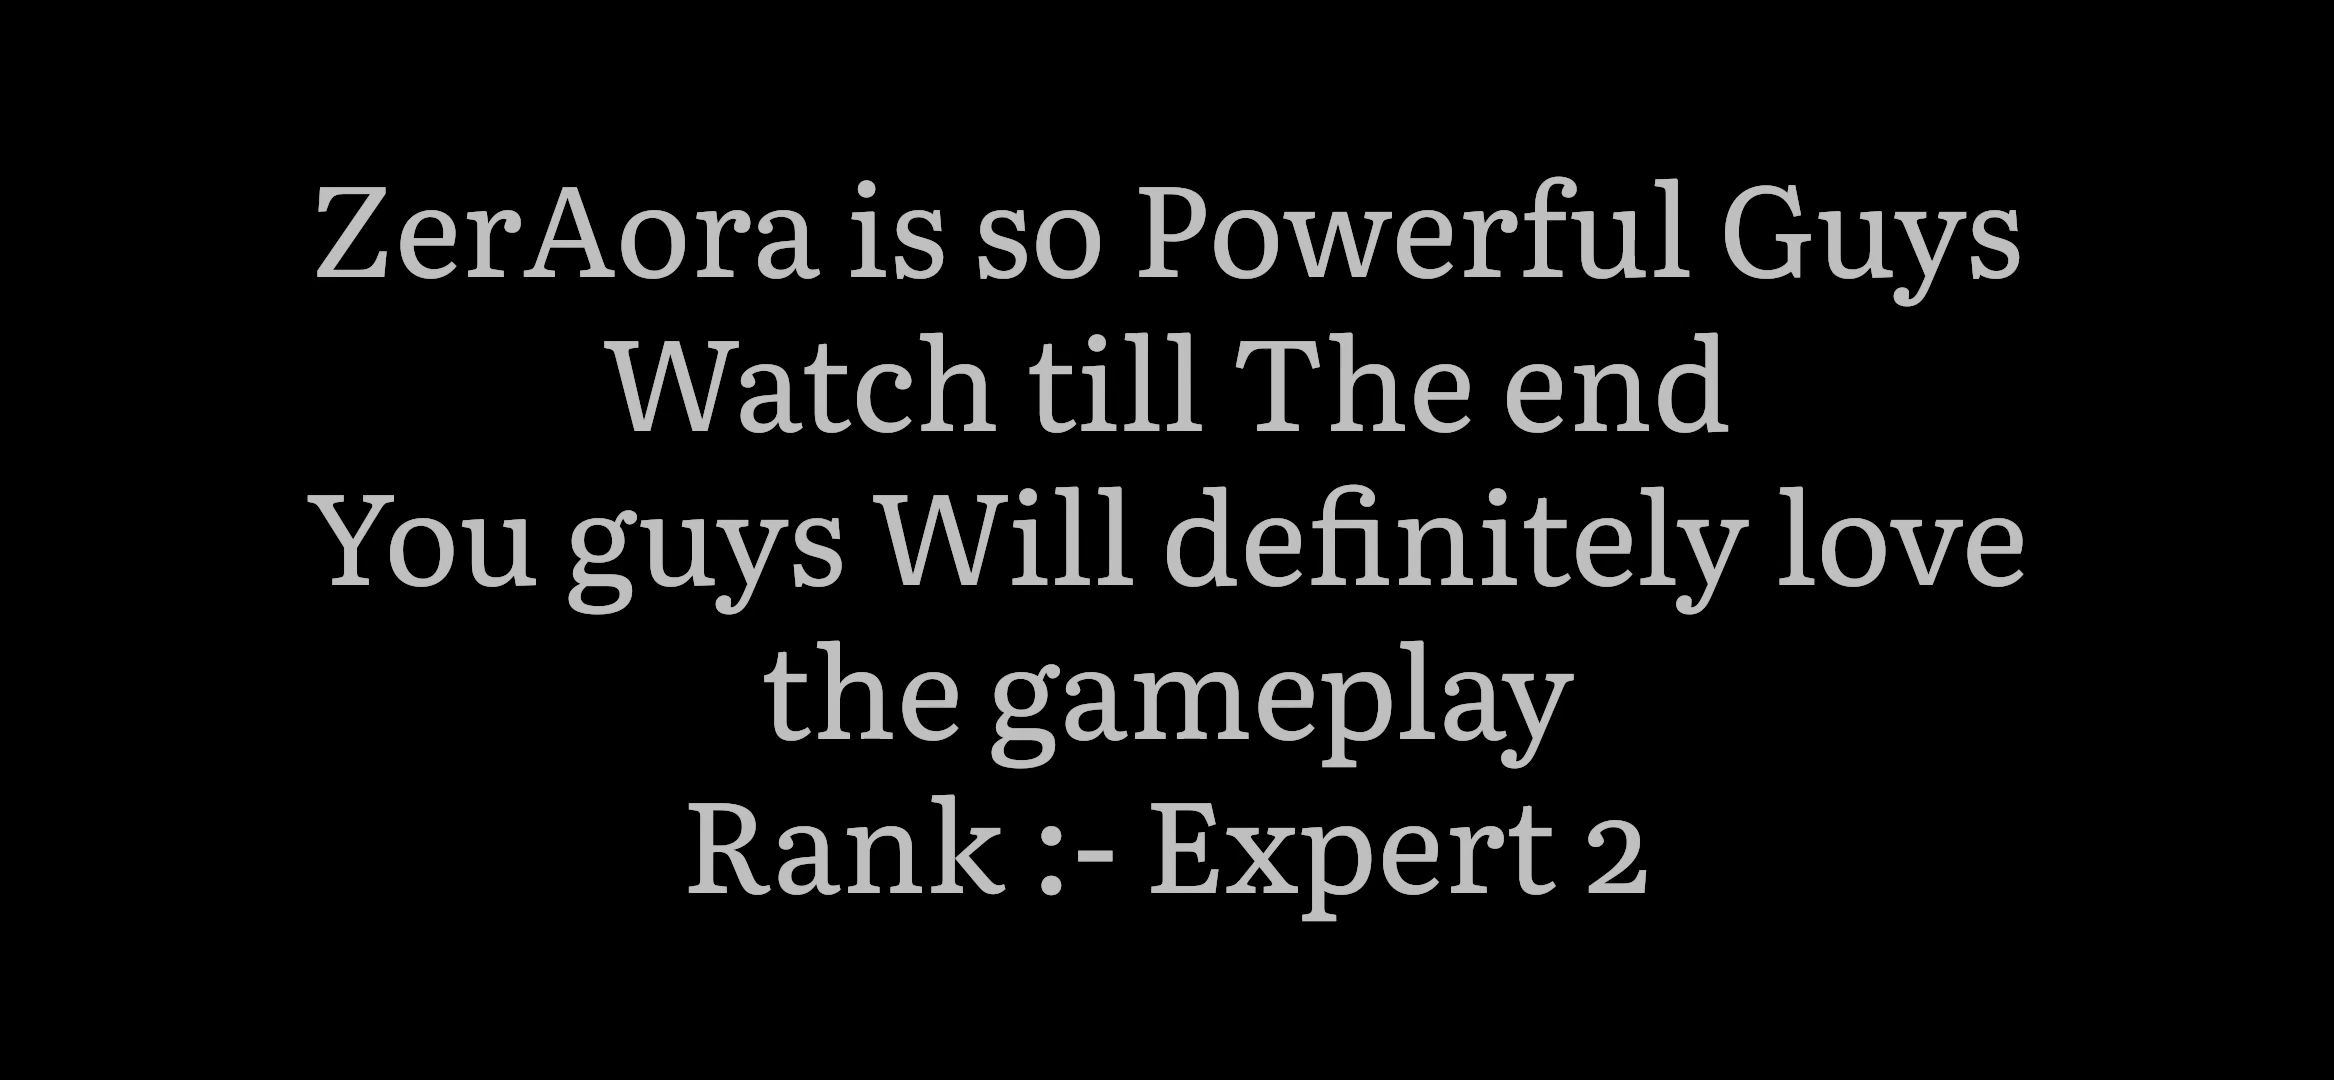 ZerAora is so Powerful Guys
Watch till The end
You guys Will definitely love
the gameplay
Rank :- Expert 2